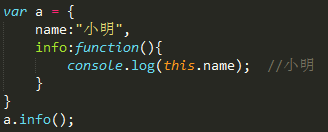 var a = {
    name:"小明",
    info:function(){
        console.log(this.name);  //小明
    }
}
a.info();